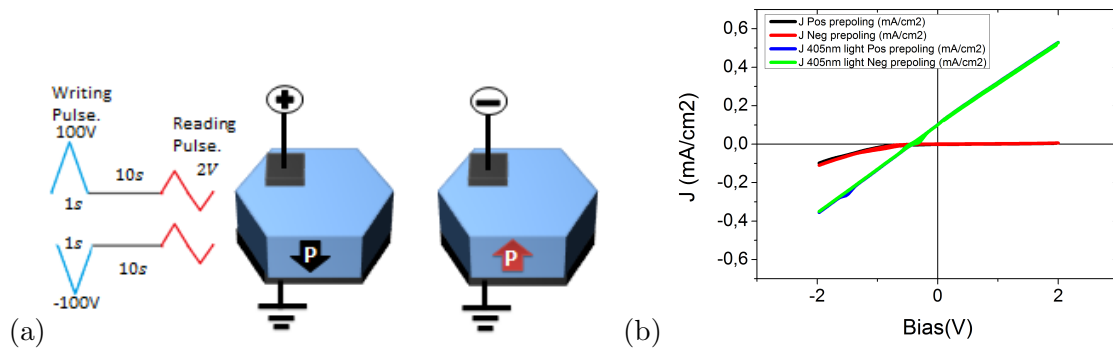 Writing
Pulse.
100V
10s
1s
Reading
Pulse.
2V
1s
10s
-100V
+
P
−
P
(a)
(b)
J Pos prepoling (mA/cm2)
J Neg prepoling (mA/cm2)
J 405nm light Pos prepoling (mA/cm2)
J 405nm light Neg prepoling (mA/cm2)
J (mA/cm2)
0,6
0,4
0,2
0,0
-0,2
-0,4
-0,6
-2
0
2
Bias(V)